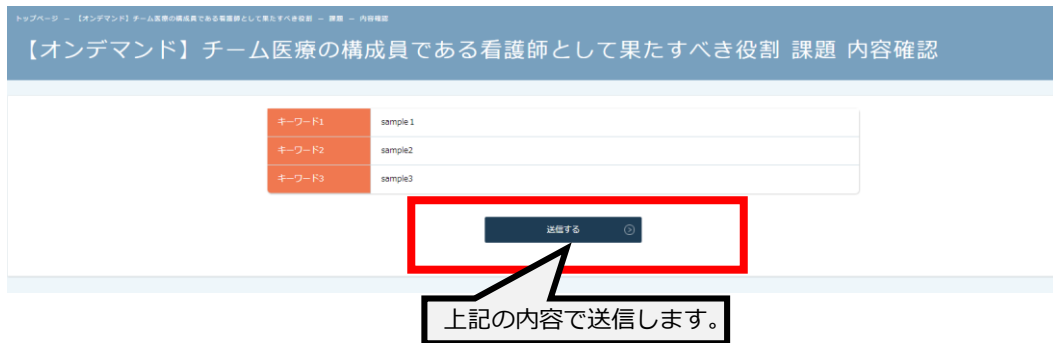 トップページ － 【オンデマンド】チーム医療の構成員である看護師として果たすべき役割 － 課題 － 内容確認
【オンデマンド】チーム医療の構成員である看護師として果たすべき役割 課題 内容確認
キーワード1 sample1
キーワード2 sample2
キーワード3 sample3
送信する
上記の内容で送信します。